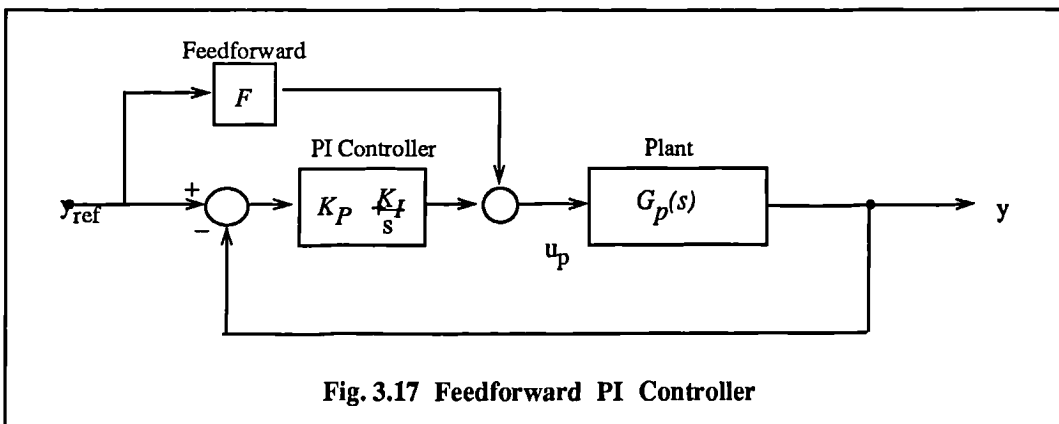 Feedforward
F
PI Controller
Plant
+
y_ref
−
K_P + K_I/s
G_p(s)
u_p
y
Fig. 3.17 Feedforward PI Controller